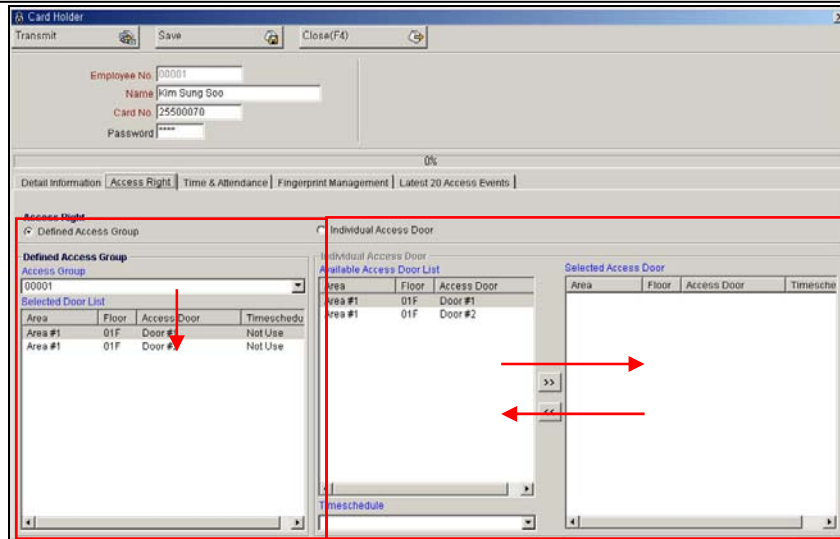 Card Holder
Transmit Save Close(F4)
Employee No. 00001
Name Kim Sung Soo
Card No. 25500070
Password ****
0%
Detail Information Access Right Time & Attendance Fingerprint Management Latest 20 Access Events
Access Right
Defined Access Group Individual Access Door
Defined Access Group
Access Group
00001
Selected Door List
Area Floor Access Door Timeschedu
Area #1 01F Door #1 Not Use
Area #1 01F Door # Not Use
Individual Access Door
Available Access Door List
Area Floor Access Door
Area #1 01F Door #1
Area #1 01F Door #2
Timeschedule
>>
<<
Selected Access Door
Area Floor Access Door Timesche